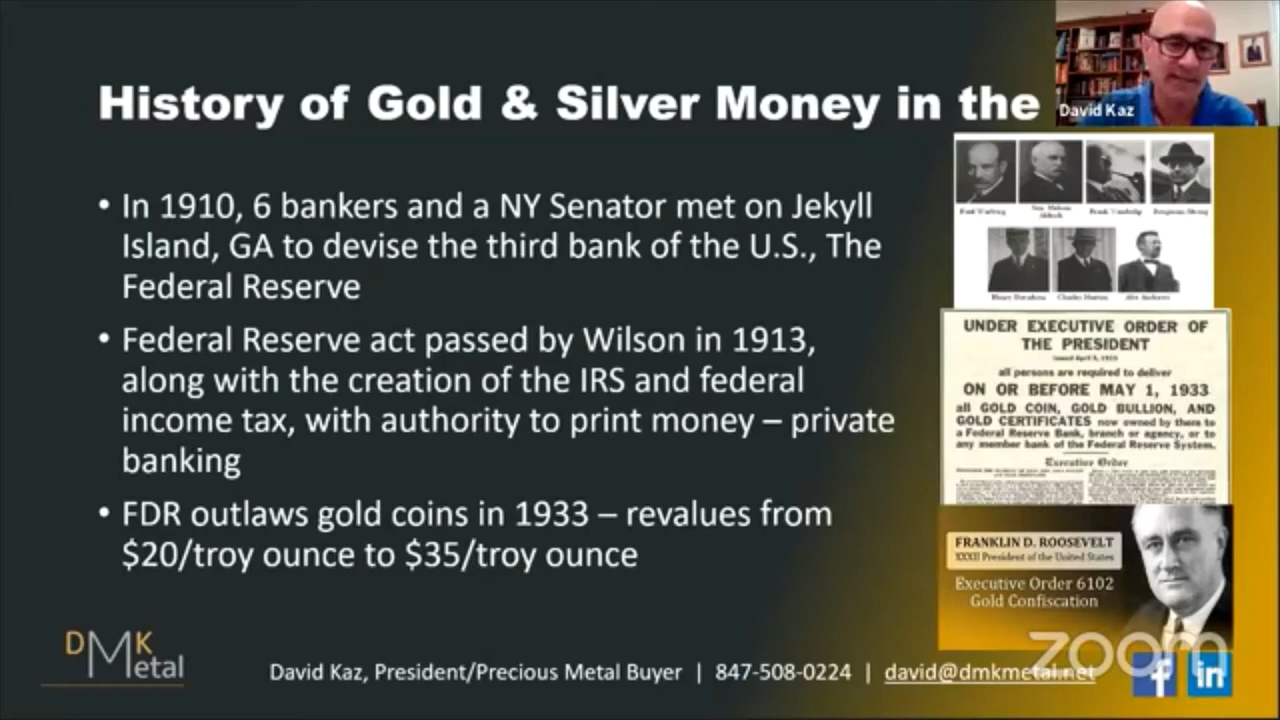 History of Gold & Silver Money in the
David Kaz
• In 1910, 6 bankers and a NY Senator met on Jekyll
Island, GA to devise the third bank of the U.S., The
Federal Reserve
• Federal Reserve act passed by Wilson in 1913,
along with the creation of the IRS and federal
income tax, with authority to print money – private
banking
• FDR outlaws gold coins in 1933 – revalues from
$20/troy ounce to $35/troy ounce
UNDER EXECUTIVE ORDER OF
THE PRESIDENT
all persons are required to deliver
ON OR BEFORE MAY 1, 1933
all GOLD COIN, GOLD BULLION, AND
GOLD CERTIFICATES now owned by them to
a Federal Reserve Bank, branch or agency, or to
any member bank of the Federal Reserve System.
Executive Order
FRANKLIN D. ROOSEVELT
XXXII President of the United States
Executive Order 6102
Gold Confiscation
DMK
Metal
David Kaz, President/Precious Metal Buyer | 847-508-0224 | david@dmkmetal.net
zoom
f
in